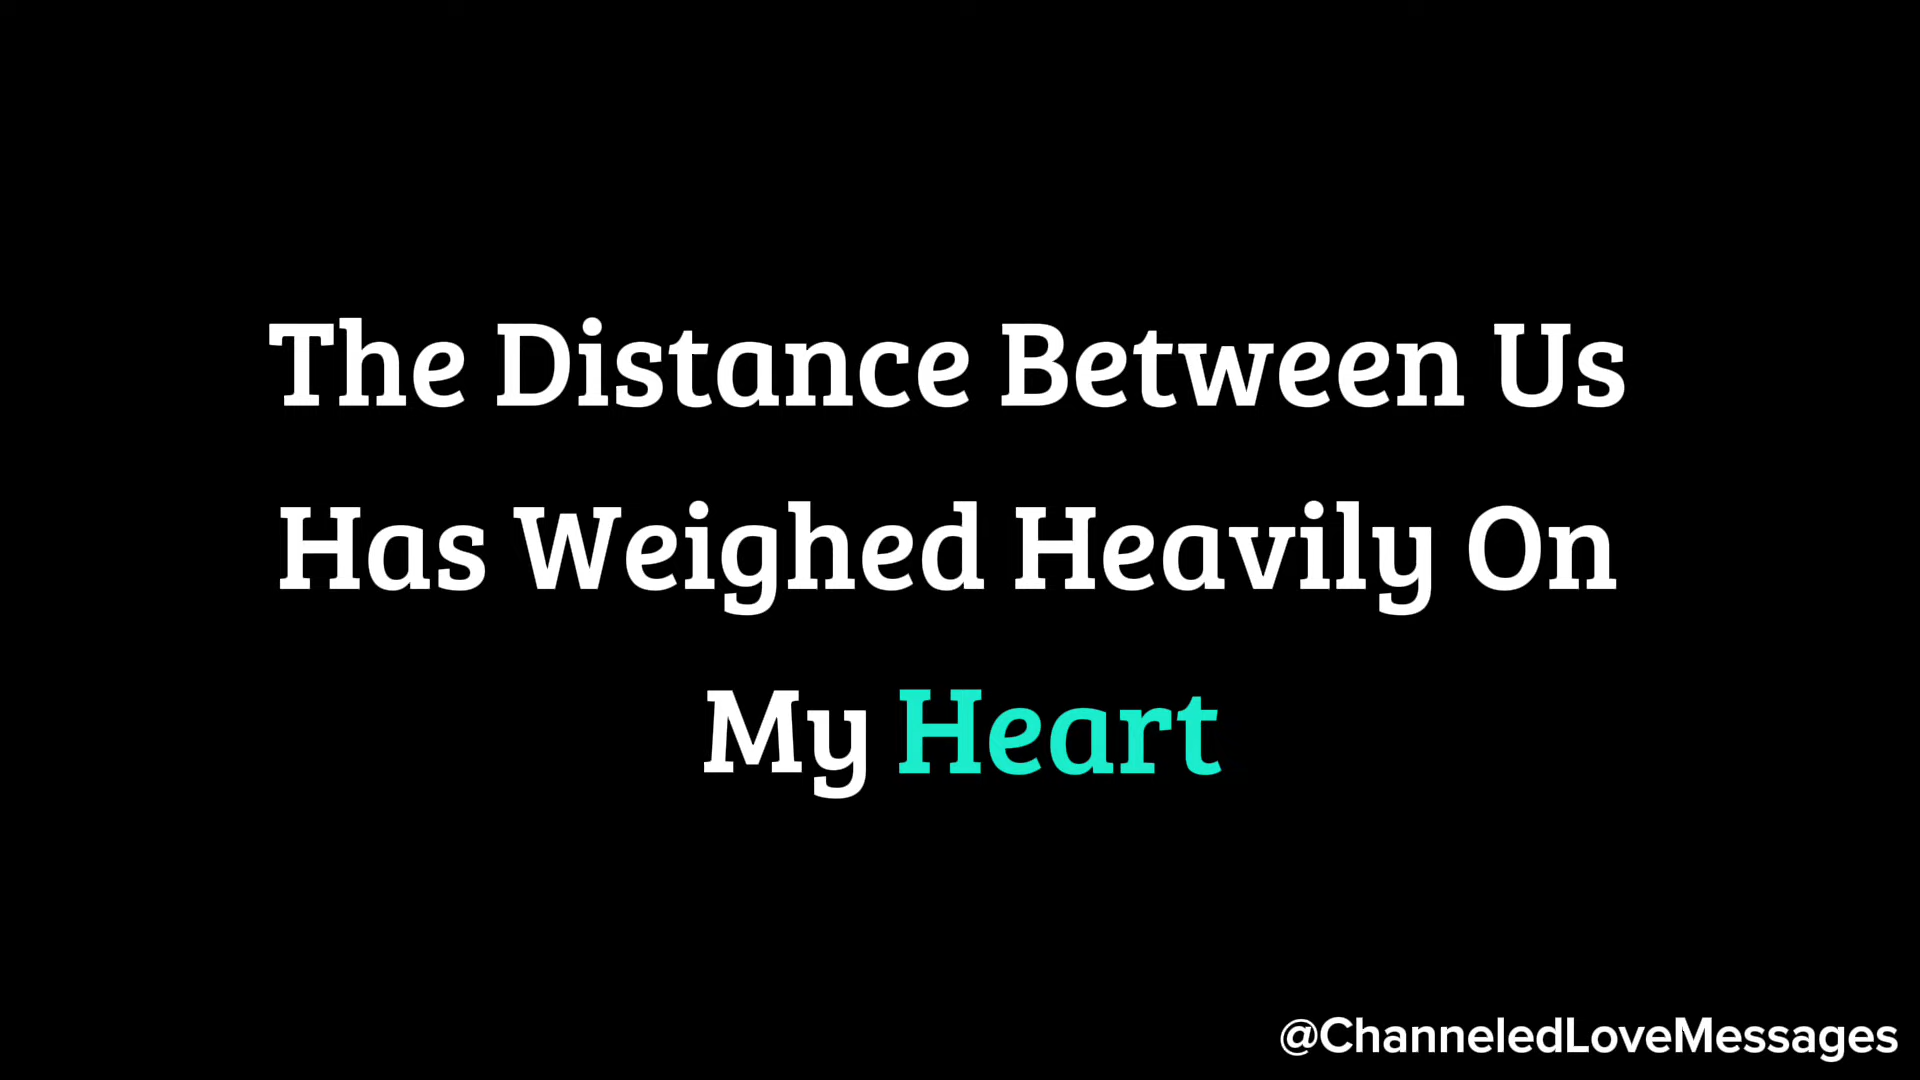 The Distance Between Us
Has Weighed Heavily On
My Heart
@ChanneledLoveMessages